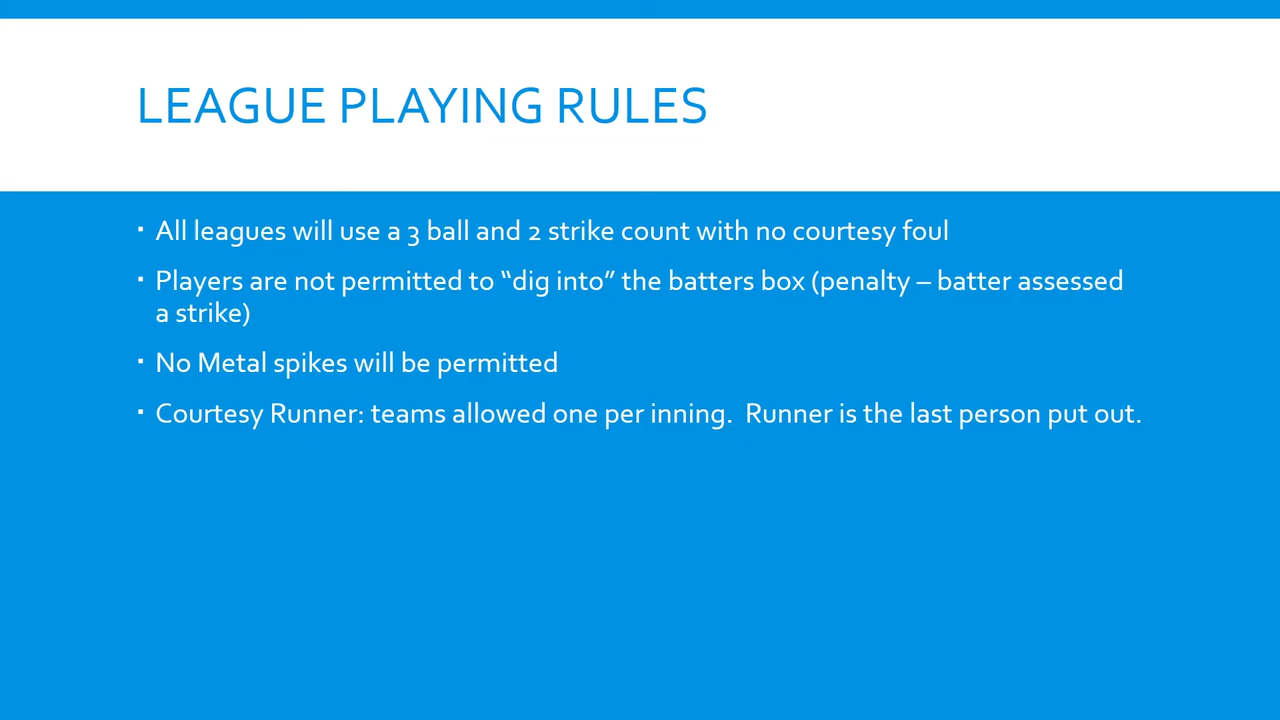 LEAGUE PLAYING RULES
▪ All leagues will use a 3 ball and 2 strike count with no courtesy foul
▪ Players are not permitted to “dig into” the batters box (penalty – batter assessed
a strike)
▪ No Metal spikes will be permitted
▪ Courtesy Runner: teams allowed one per inning.  Runner is the last person put out.